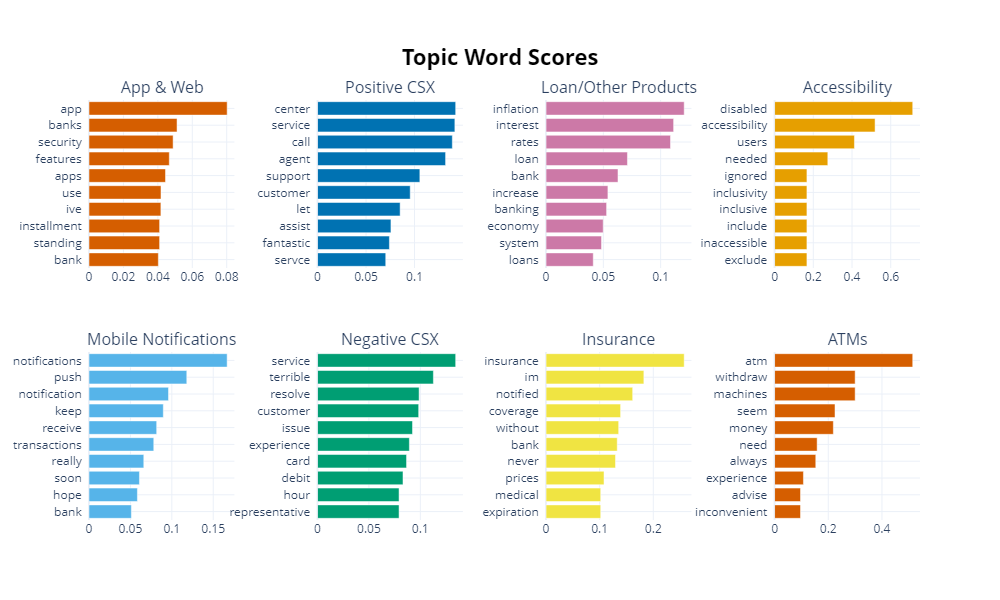 Topic Word Scores
App & Web
app
banks
security
features
apps
use
ive
installment
standing
bank
0 0.02 0.04 0.06 0.08
Positive CSX
center
service
call
agent
support
customer
let
assist
fantastic
servce
0 0.05 0.1
Loan/Other Products
inflation
interest
rates
loan
bank
increase
banking
economy
system
loans
0 0.05 0.1
Accessibility
disabled
accessibility
users
needed
ignored
inclusivity
inclusive
include
inaccessible
exclude
0 0.2 0.4 0.6
Mobile Notifications
notifications
push
notification
keep
receive
transactions
really
soon
hope
bank
0 0.05 0.1 0.15
Negative CSX
service
terrible
resolve
customer
issue
experience
card
debit
hour
representative
0 0.05 0.1
Insurance
insurance
im
notified
coverage
without
bank
never
prices
medical
expiration
0 0.1 0.2
ATMs
atm
withdraw
machines
seem
money
need
always
experience
advise
inconvenient
0 0.2 0.4